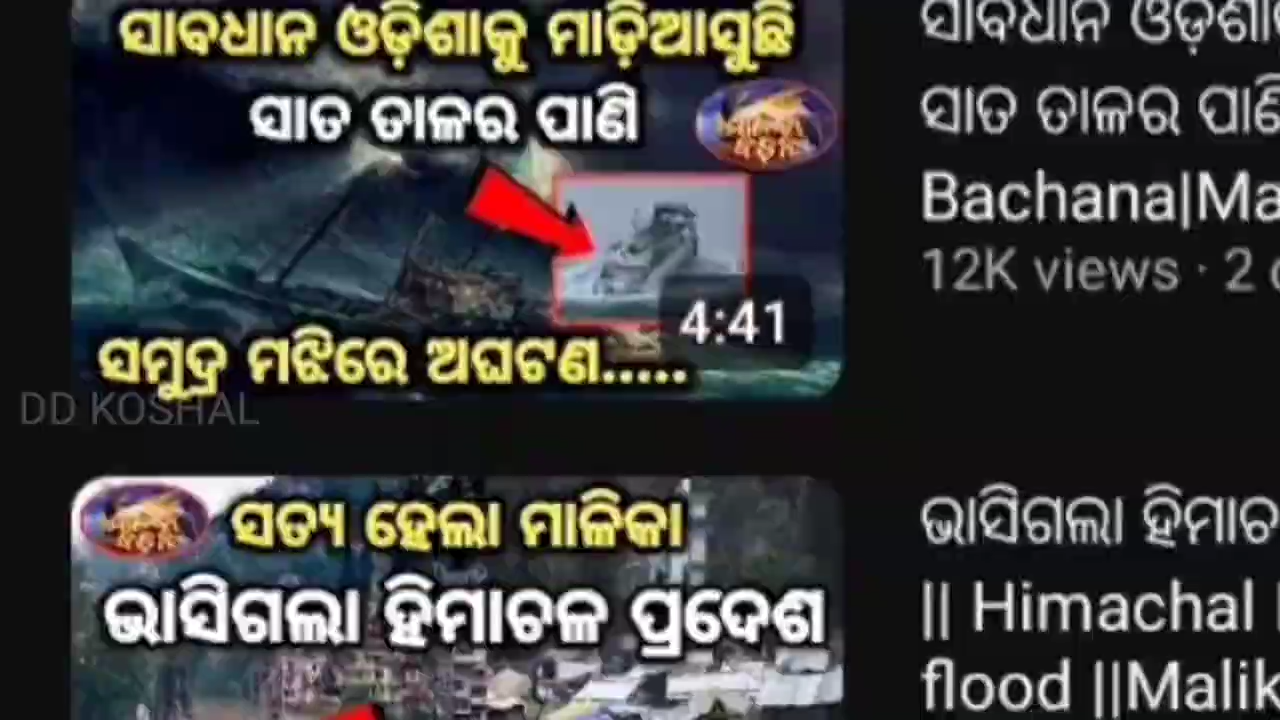 ସାବଧାନ ଓଡ଼ିଶାକୁ ମାଡ଼ିଆସୁଛି
ସାତ ତାଳର ପାଣି
4:41
ସମୁଦ୍ର ମଝିରେ ଅଘଟଣ.....
ସାବଧାନ
ସାତ ତାଳର ପାଣି
Bachana|Ma
12K views · 2
DD KOSHAL
ସତ୍ୟ ହେଲା ମାଳିକା
ଭାସିଗଲା ହିମାଚଳ ପ୍ରଦେଶ
ଭାସିଗଲା ହିମାଚ
|| Himachal
flood ||Malik